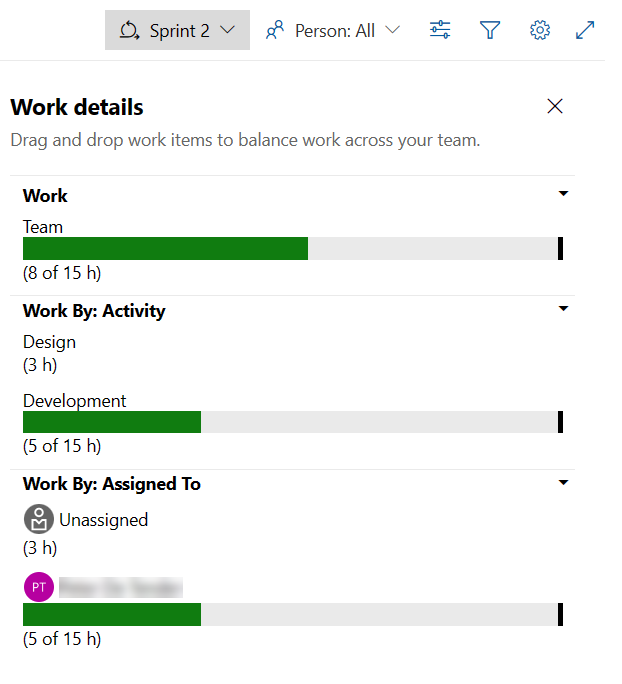 Sprint 2
Person: All
Work details
Drag and drop work items to balance work across your team.
Work
Team
(8 of 15 h)
Work By: Activity
Design
(3 h)
Development
(5 of 15 h)
Work By: Assigned To
Unassigned
(3 h)
PT
(5 of 15 h)